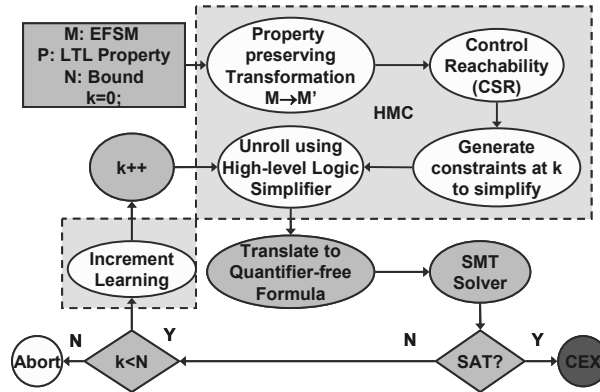 M: EFSM
P: LTL Property
N: Bound
k=0;
Property
preserving
Transformation
M→M’
Control
Reachability
(CSR)
HMC
k++
Unroll using
High-level Logic
Simplifier
Generate
constraints at k
to simplify
Increment
Learning
Translate to
Quantifier-free
Formula
SMT
Solver
Abort
N
k<N
Y
N
SAT?
Y
CEX